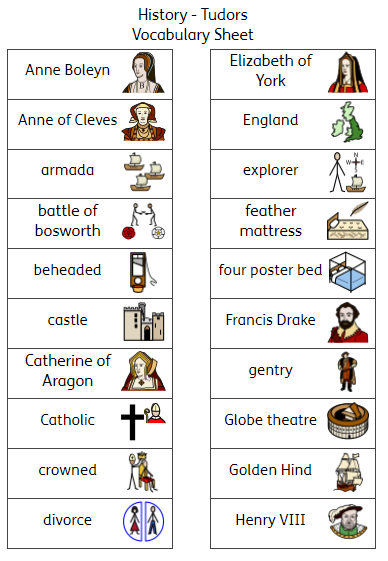 History - Tudors
Vocabulary Sheet
Anne Boleyn
Anne of Cleves
armada
battle of
bosworth
beheaded
castle
Catherine of
Aragon
Catholic
crowned
divorce
Elizabeth of
York
England
explorer
feather
mattress
four poster bed
Francis Drake
gentry
Globe theatre
Golden Hind
Henry VIII